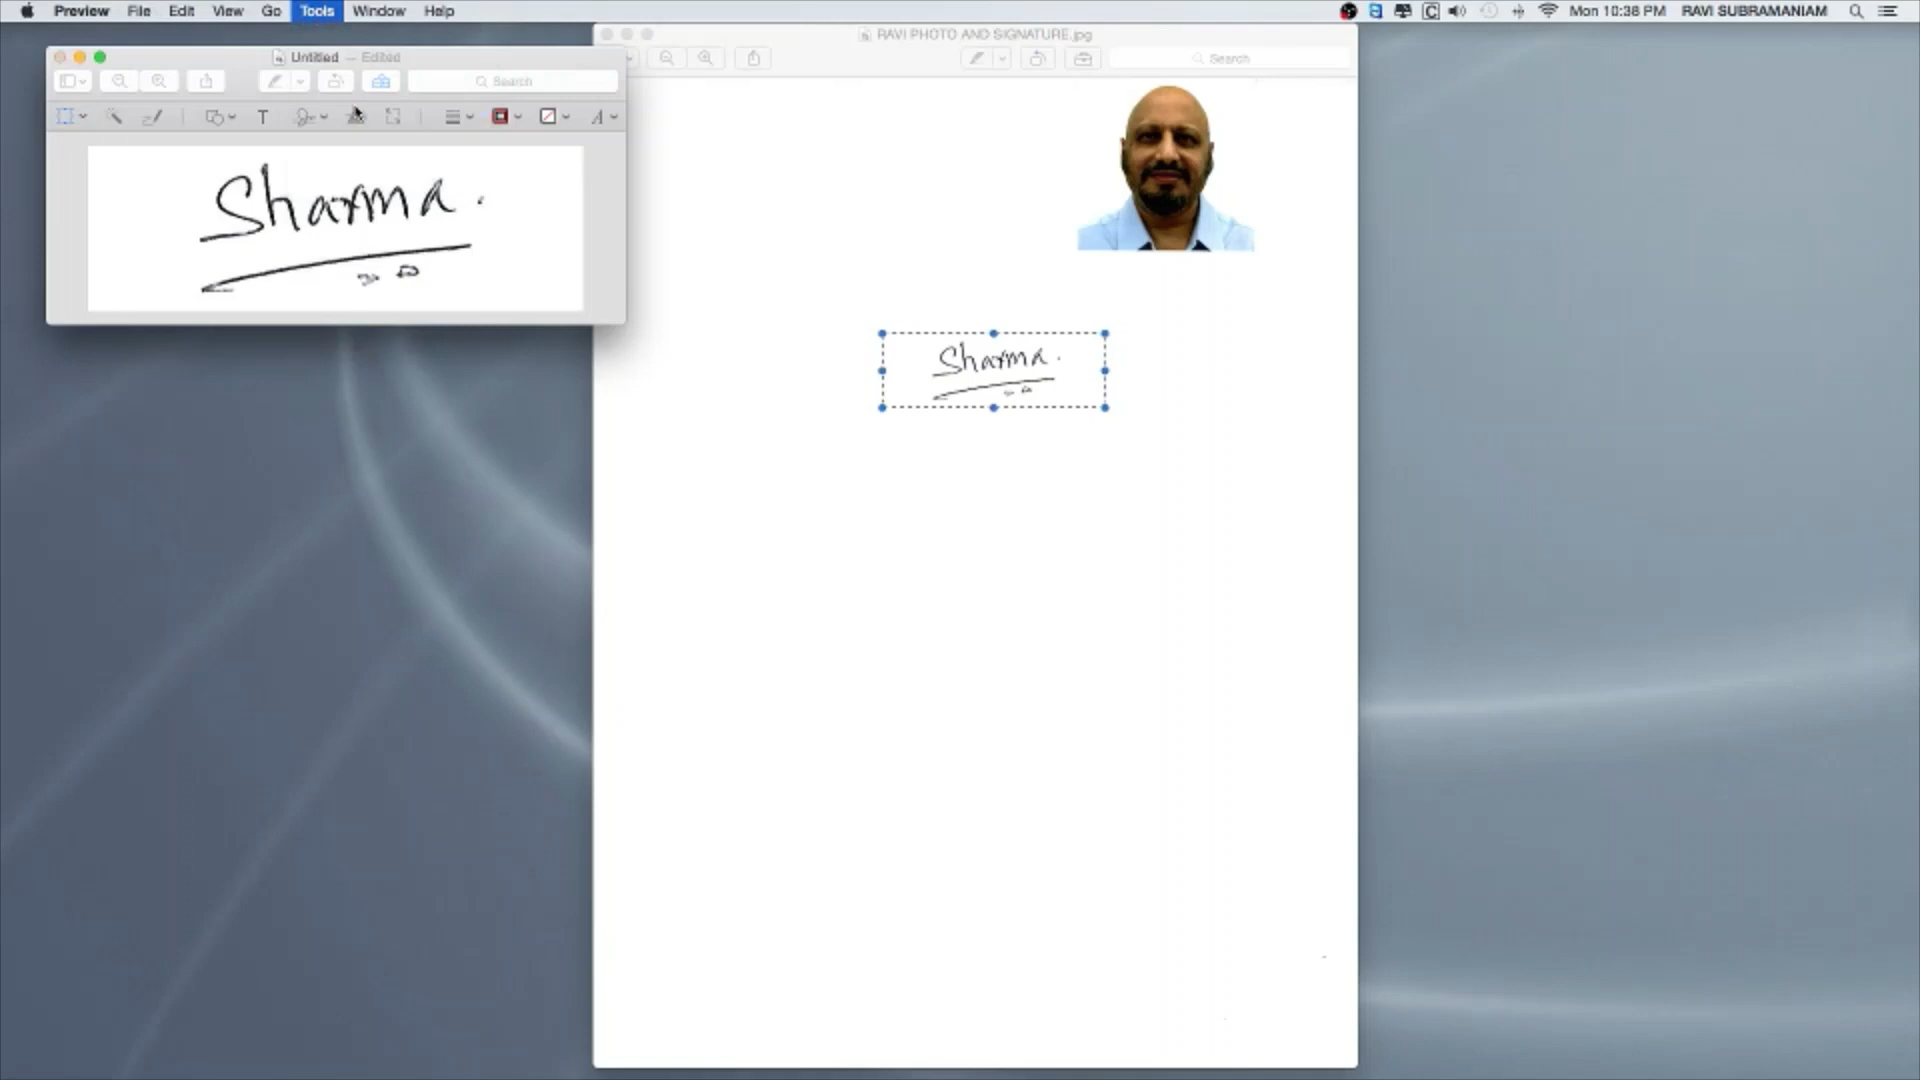 Preview File Edit View Go Tools Window Help
Mon 10:38 PM RAVI SUBRAMANIAM
Untitled — Edited
Search
T
A
Sharma.
RAVI PHOTO AND SIGNATURE.jpg
Search
Sharma.